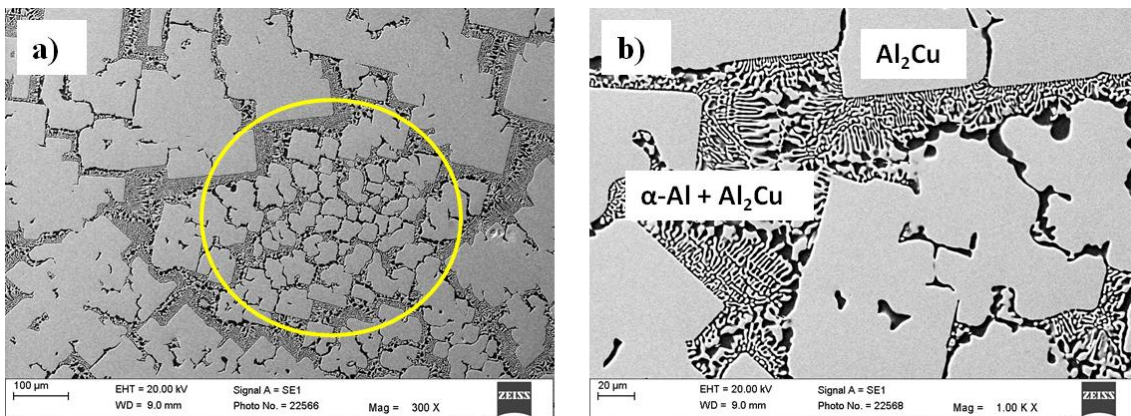 a)
100 µm
EHT = 20.00 kV
WD = 9.0 mm
Signal A = SE1
Photo No. = 22566
Mag = 300 X
ZEISS
b)
Al₂Cu
α-Al + Al₂Cu
20 µm
EHT = 20.00 kV
WD = 9.0 mm
Signal A = SE1
Photo No. = 22568
Mag = 1.00 K X
ZEISS